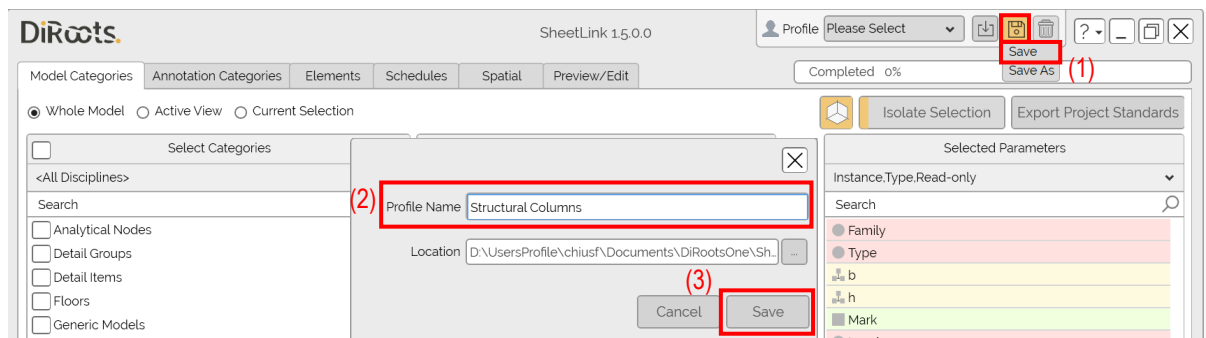 DiRoots.
SheetLink 1.5.0.0
Profile Please Select
?
Save
Save As
(1)
Model Categories Annotation Categories Elements Schedules Spatial Preview/Edit
Completed 0%
Whole Model Active View Current Selection
Isolate Selection Export Project Standards
Select Categories
Selected Parameters
<All Disciplines>
Instance,Type,Read-only
Search
(2)
Profile Name Structural Columns
Search
Analytical Nodes
Family
Detail Groups
Location D:\UsersProfile\chiusf\Documents\DiRootsOne\Sh... ...
Type
Detail Items
(3)
b
Floors
h
Generic Models
Cancel Save
Mark